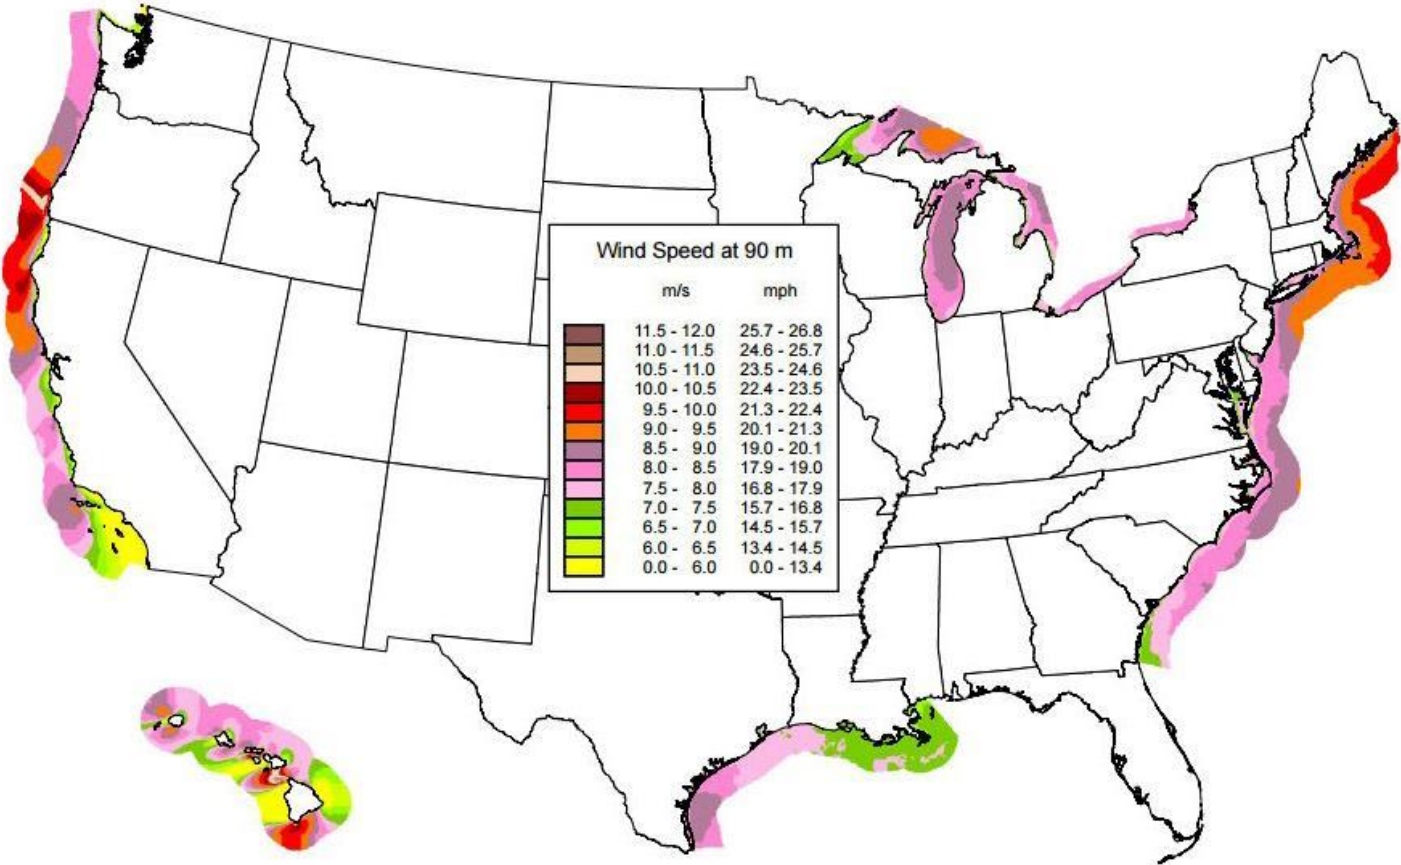 Wind Speed at 90 m
m/s mph
11.5 - 12.0 25.7 - 26.8
11.0 - 11.5 24.6 - 25.7
10.5 - 11.0 23.5 - 24.6
10.0 - 10.5 22.4 - 23.5
9.5 - 10.0 21.3 - 22.4
9.0 - 9.5 20.1 - 21.3
8.5 - 9.0 19.0 - 20.1
8.0 - 8.5 17.9 - 19.0
7.5 - 8.0 16.8 - 17.9
7.0 - 7.5 15.7 - 16.8
6.5 - 7.0 14.5 - 15.7
6.0 - 6.5 13.4 - 14.5
0.0 - 6.0 0.0 - 13.4